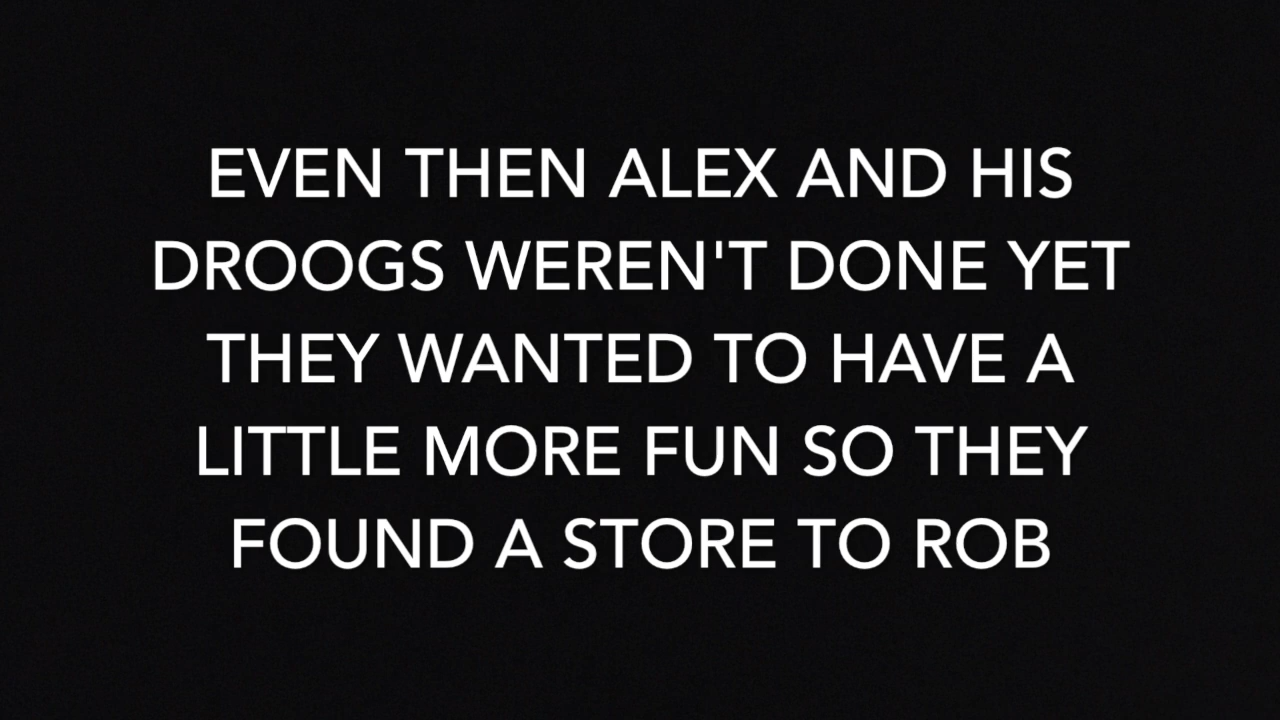 EVEN THEN ALEX AND HIS
DROOGS WEREN'T DONE YET
THEY WANTED TO HAVE A
LITTLE MORE FUN SO THEY
FOUND A STORE TO ROB